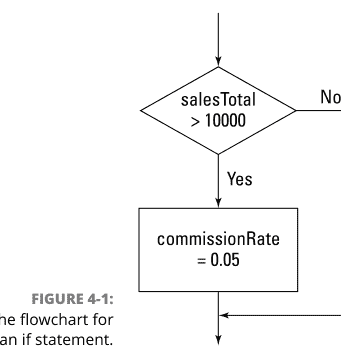 salesTotal
> 10000
No
Yes
commissionRate
= 0.05
FIGURE 4-1:
he flowchart for
an if statement.